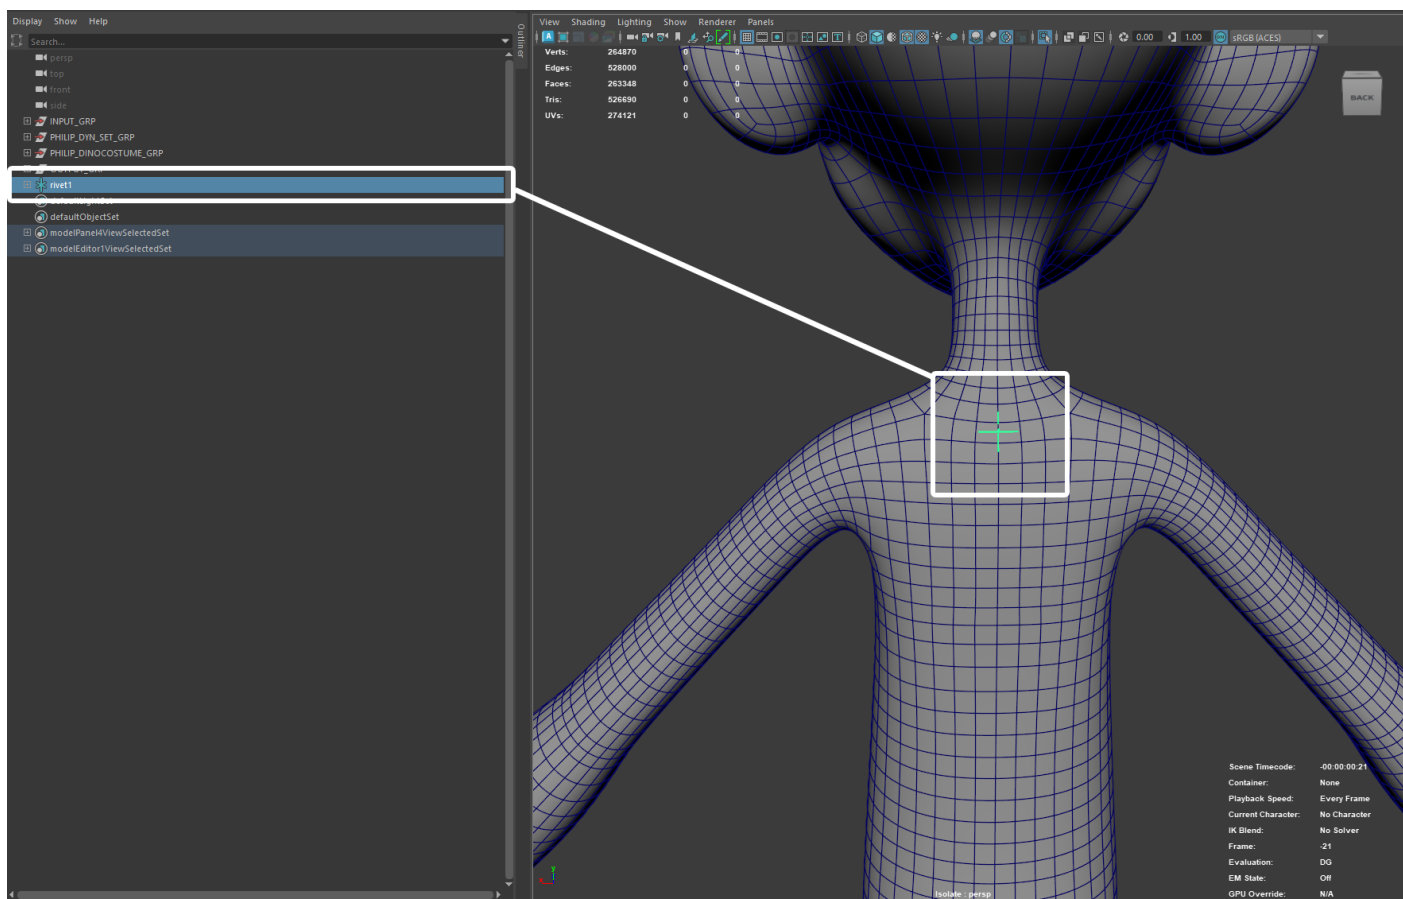 Display Show Help
Search...
persp
top
front
side
INPUT_GRP
PHILIP_DYN_SET_GRP
PHILIP_DINOCOSTUME_GRP
rivet1
defaultObjectSet
modelPanel4ViewSelectedSet
modelEditor1ViewSelectedSet
Outliner
View Shading Lighting Show Renderer Panels
0.00 1.00 sRGB (ACES)
Verts: 264870 0 0
Edges: 528000 0 0
Faces: 263348 0 0
Tris: 526690 0 0
UVs: 274121 0 0
BACK
Scene Timecode: -00:00:00:21
Container: None
Playback Speed: Every Frame
Current Character: No Character
IK Blend: No Solver
Frame: -21
Evaluation: DG
EM State: Off
GPU Override: N/A
y
x
Isolate : persp